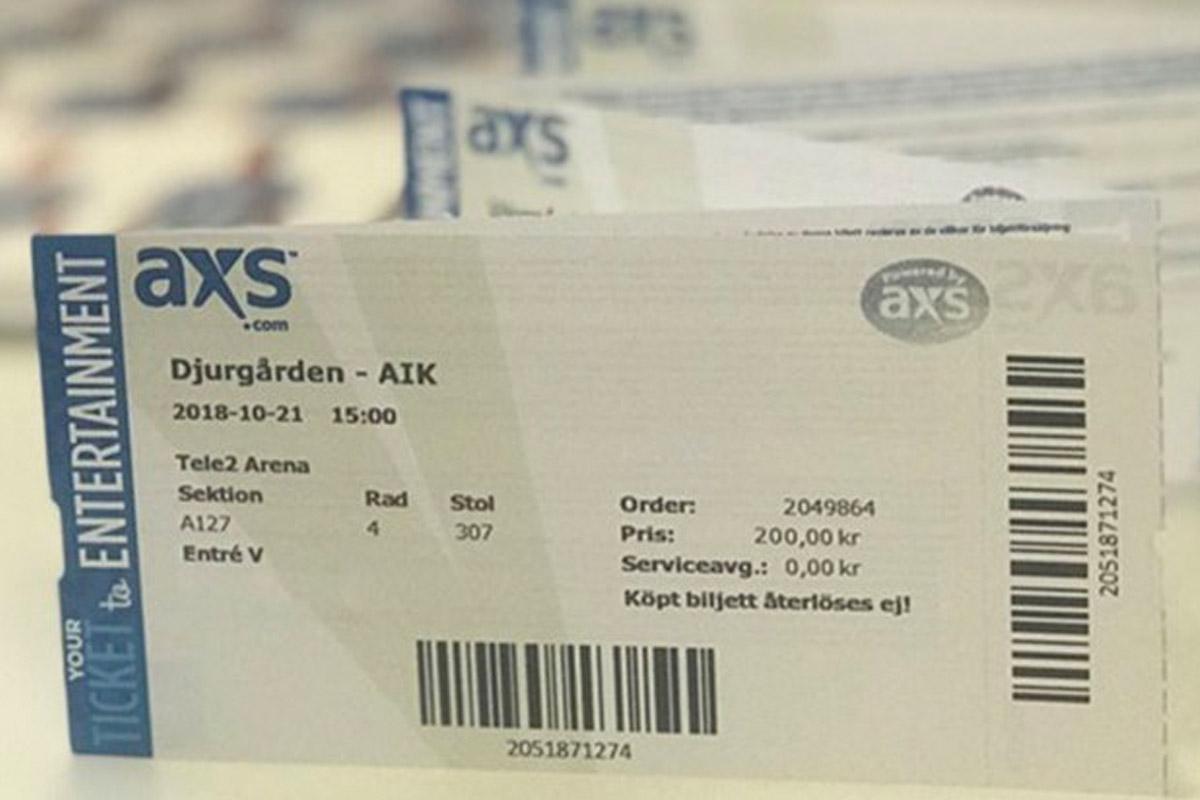 axs
axs
Powered by
axs
axs™
.com
YOUR
TICKET to ENTERTAINMENT
Djurgården - AIK
2018-10-21 15:00
Tele2 Arena
Sektion Rad Stol
A127 4 307
Entré V
Order: 2049864
Pris: 200,00 kr
Serviceavg.: 0,00 kr
Köpt biljett återlöses ej!
2051871274
2051871274